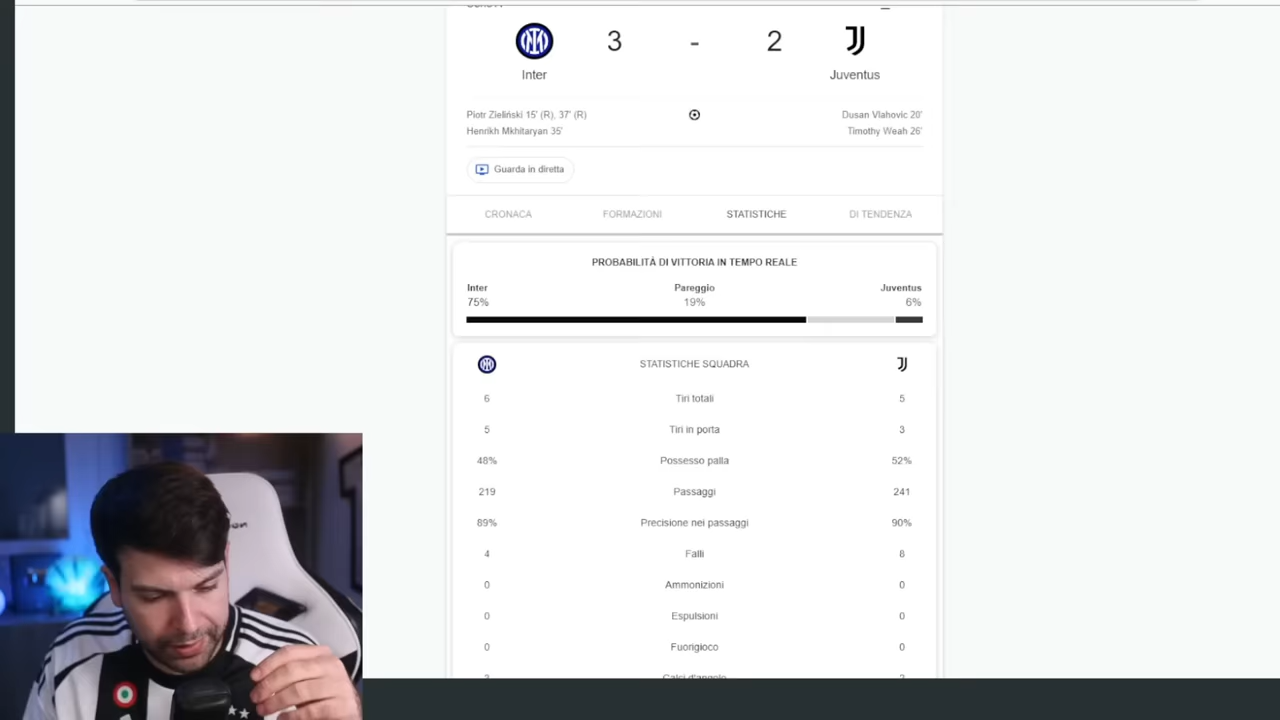 3 - 2
Inter Juventus
Piotr Zieliński 15' (R), 37' (R) Dusan Vlahovic 20'
Henrikh Mkhitaryan 35' Timothy Weah 26'
Guarda in diretta
CRONACA FORMAZIONI STATISTICHE DI TENDENZA
PROBABILITÀ DI VITTORIA IN TEMPO REALE
Inter Pareggio Juventus
75% 19% 6%
STATISTICHE SQUADRA
6 Tiri totali 5
5 Tiri in porta 3
48% Possesso palla 52%
219 Passaggi 241
89% Precisione nei passaggi 90%
4 Falli 8
0 Ammonizioni 0
0 Espulsioni 0
0 Fuorigioco 0
Calci d'angolo